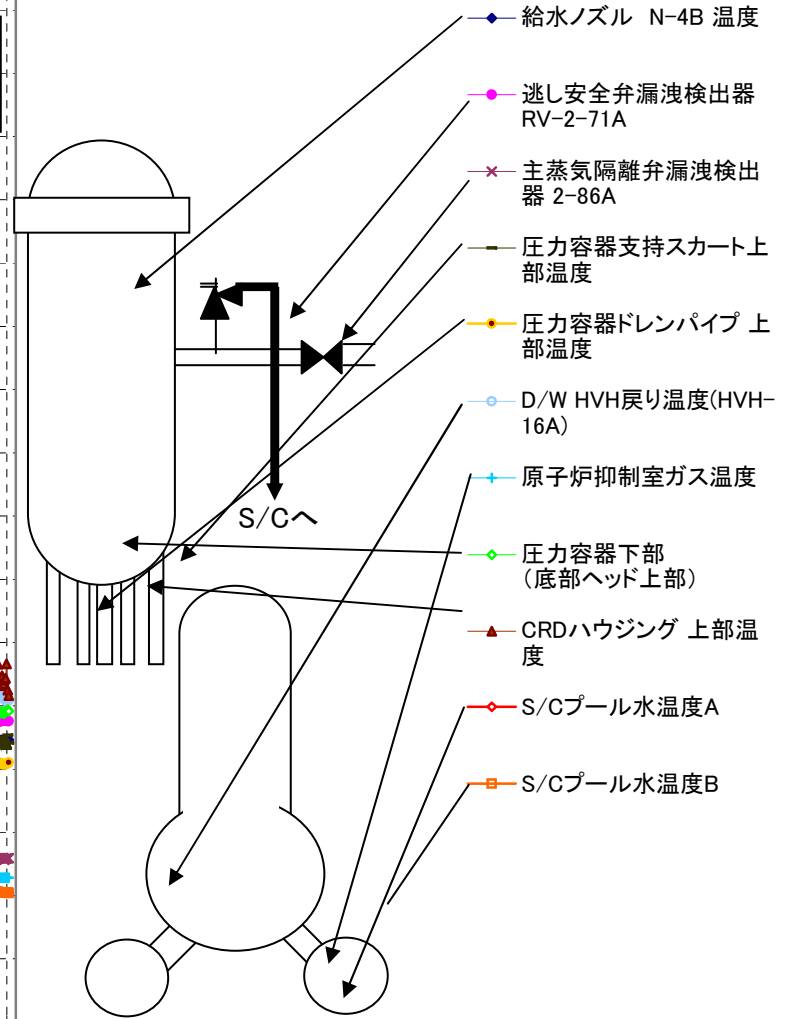 給水ノズル N-4B 温度
逃し安全弁漏洩検出器
RV-2-71A
主蒸気隔離弁漏洩検出
器 2-86A
圧力容器支持スカート上
部温度
圧力容器ドレンパイプ 上
部温度
D/W HVH戻り温度(HVH-
16A)
原子炉抑制室ガス温度
S/Cへ
圧力容器下部
（底部ヘッド上部）
CRDハウジング 上部温
度
S/Cプール水温度A
S/Cプール水温度B